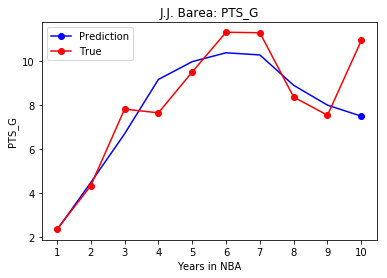 J.J. Barea: PTS_G
Prediction
True
PTS_G
10
8
6
4
2
1 2 3 4 5 6 7 8 9 10
Years in NBA